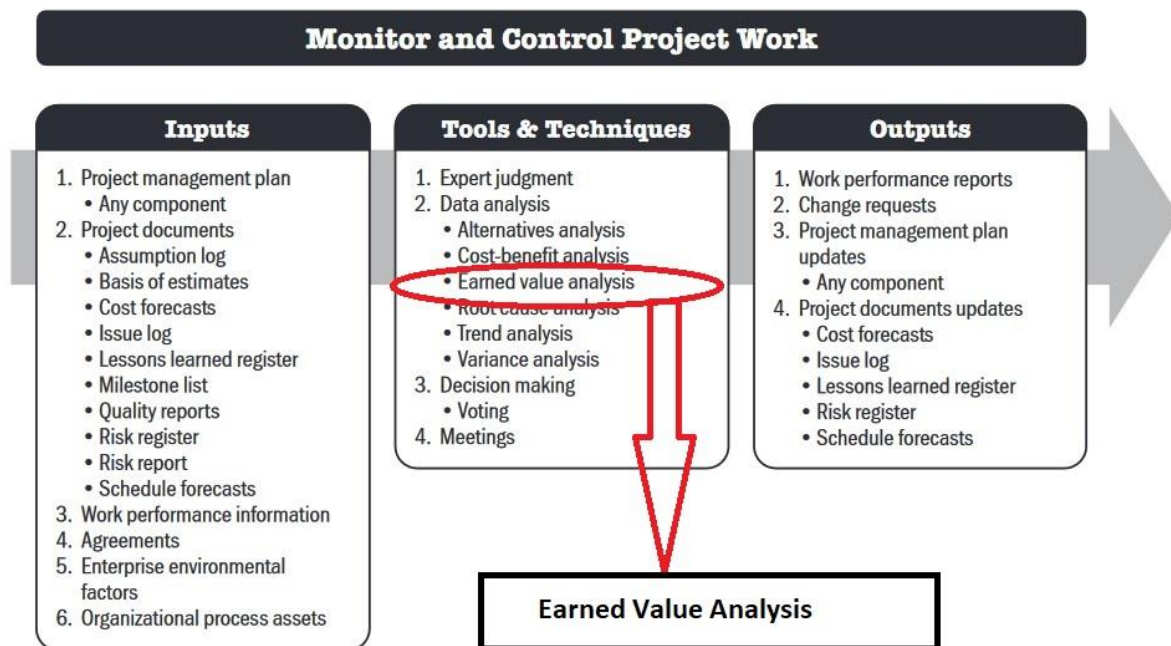 Monitor and Control Project Work
Inputs
1. Project management plan
• Any component
2. Project documents
• Assumption log
• Basis of estimates
• Cost forecasts
• Issue log
• Lessons learned register
• Milestone list
• Quality reports
• Risk register
• Risk report
• Schedule forecasts
3. Work performance information
4. Agreements
5. Enterprise environmental
factors
6. Organizational process assets
Tools & Techniques
1. Expert judgment
2. Data analysis
• Alternatives analysis
• Cost-benefit analysis
• Earned value analysis
• Root cause analysis
• Trend analysis
• Variance analysis
3. Decision making
• Voting
4. Meetings
Outputs
1. Work performance reports
2. Change requests
3. Project management plan
updates
• Any component
4. Project documents updates
• Cost forecasts
• Issue log
• Lessons learned register
• Risk register
• Schedule forecasts
Earned Value Analysis